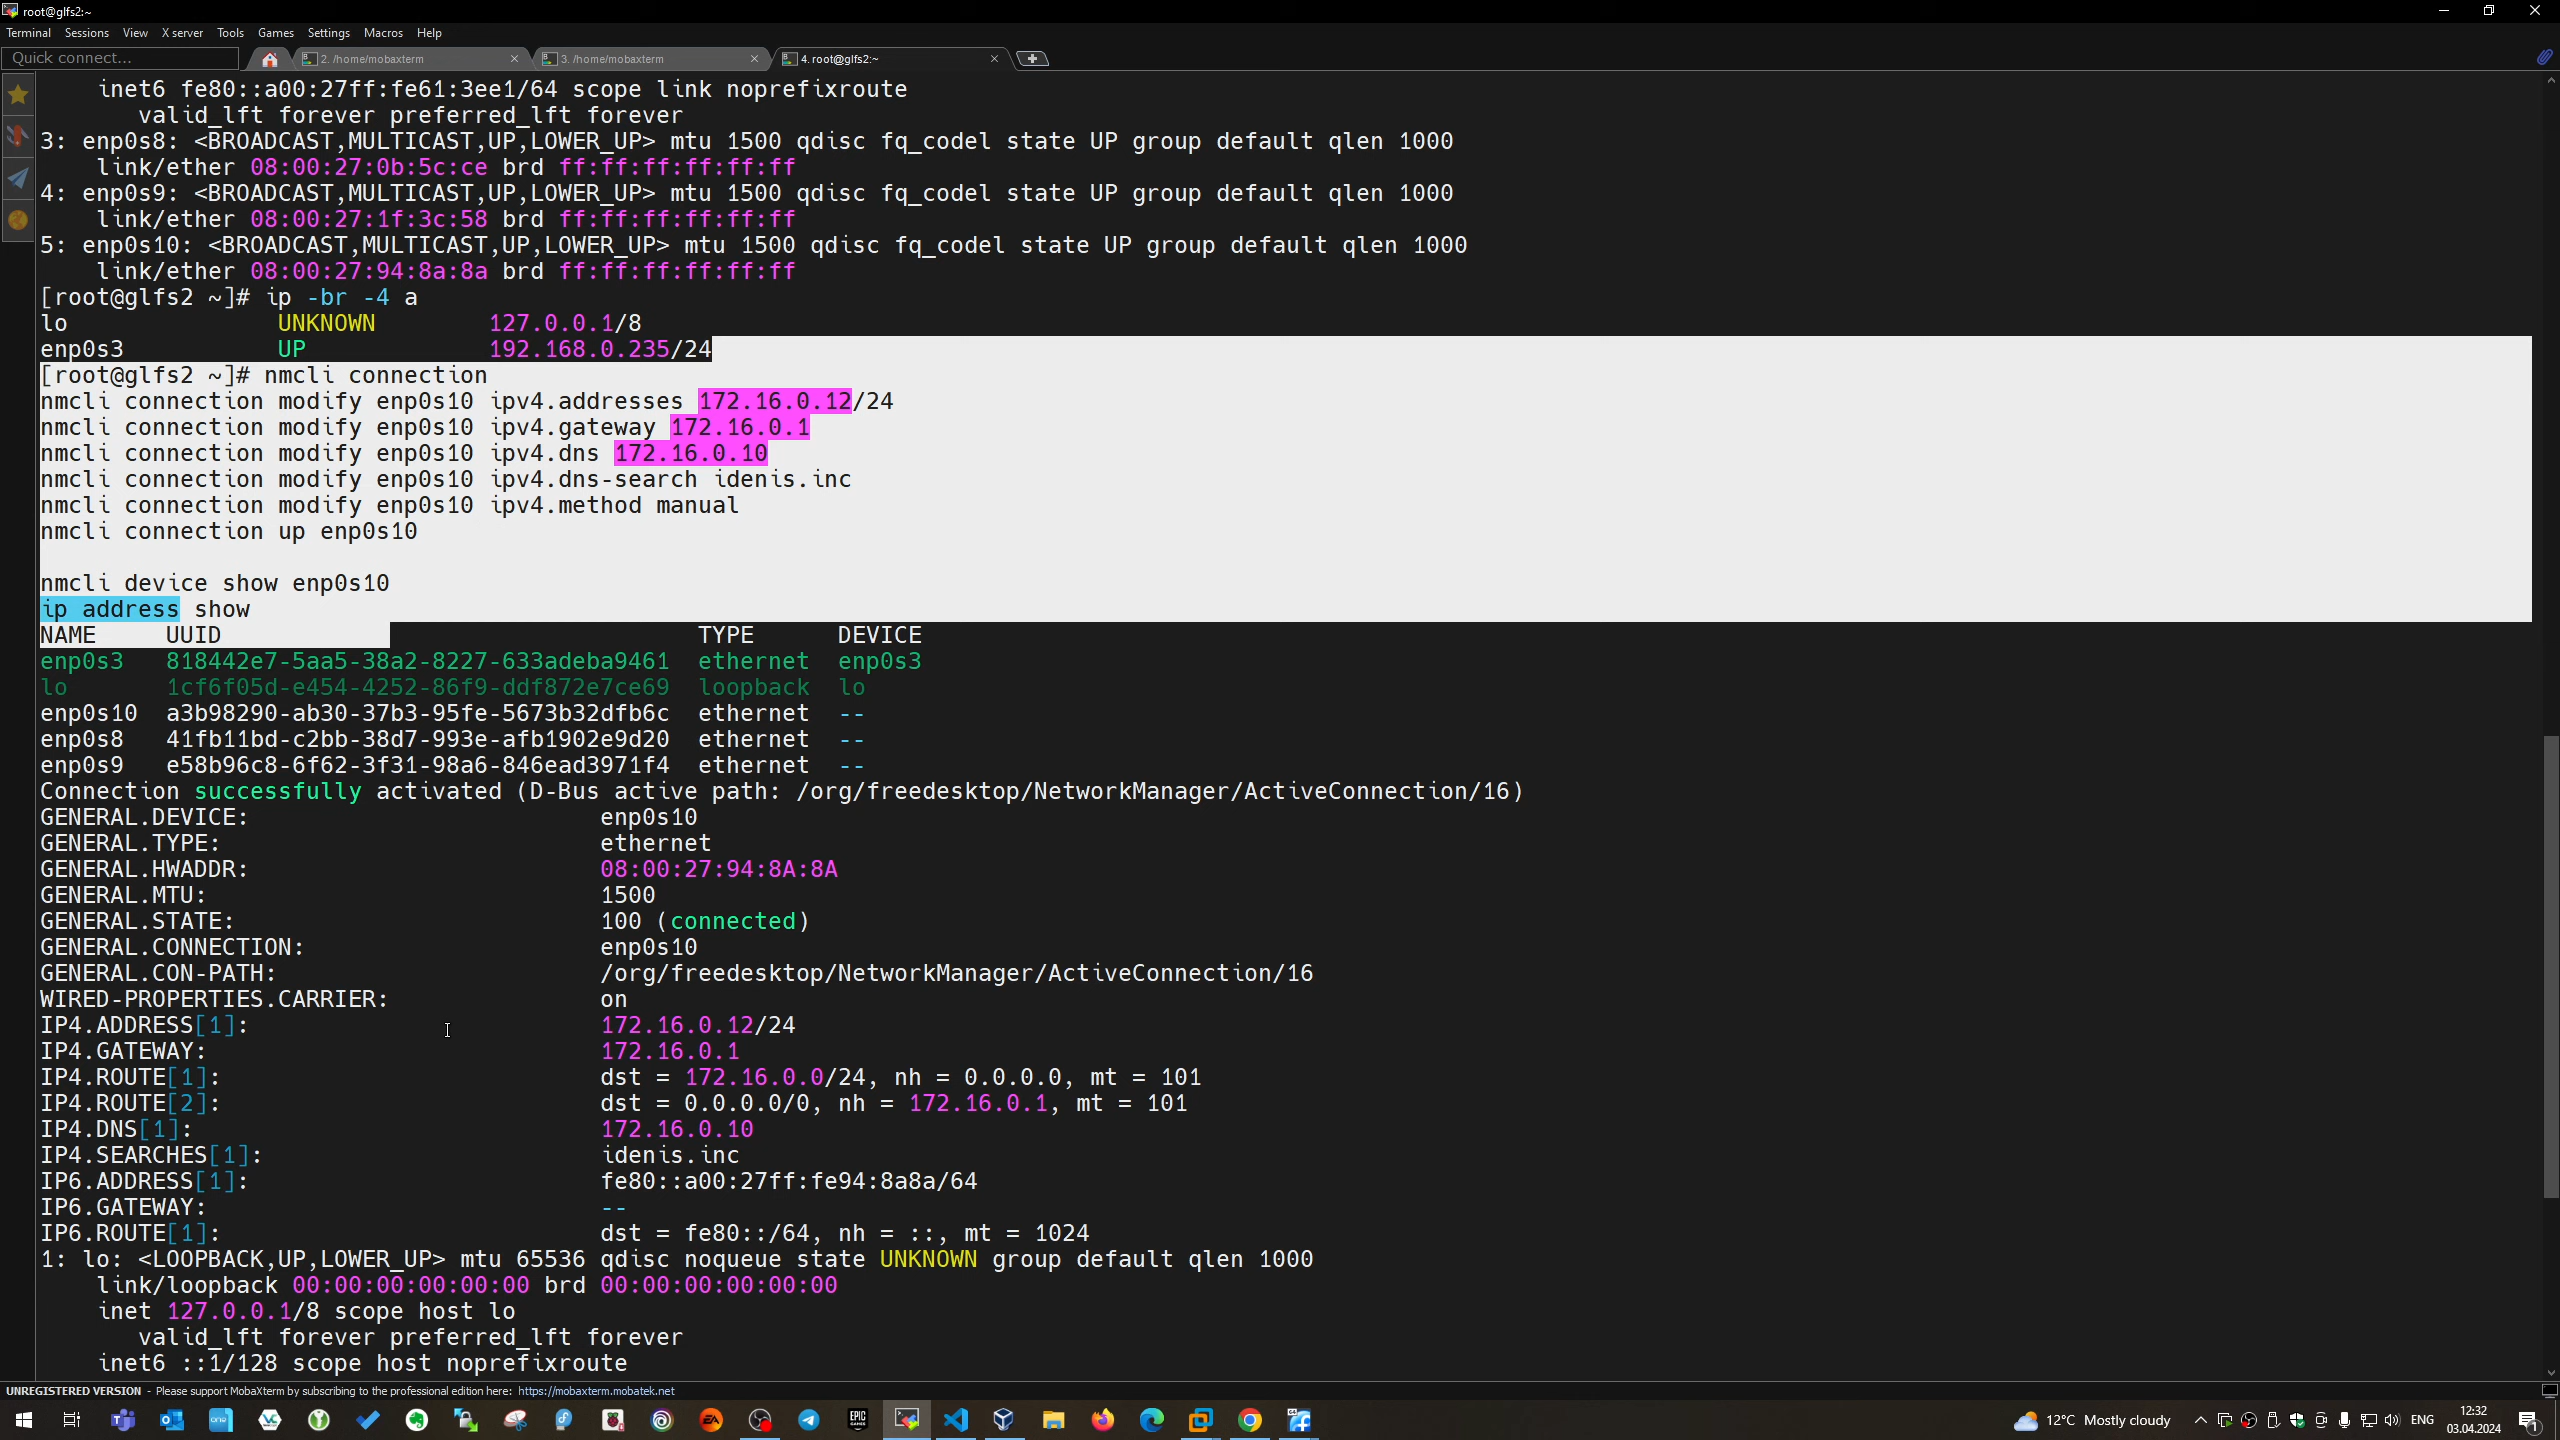 root@glfs2:~
Terminal Sessions View X server Tools Games Settings Macros Help
Quick connect... 2. /home/mobaxterm 3. /home/mobaxterm 4. root@glfs2:~
inet6 fe80::a00:27ff:fe61:3ee1/64 scope link noprefixroute
valid_lft forever preferred_lft forever
3: enp0s8: <BROADCAST,MULTICAST,UP,LOWER_UP> mtu 1500 qdisc fq_codel state UP group default qlen 1000
link/ether 08:00:27:0b:5c:ce brd ff:ff:ff:ff:ff:ff
4: enp0s9: <BROADCAST,MULTICAST,UP,LOWER_UP> mtu 1500 qdisc fq_codel state UP group default qlen 1000
link/ether 08:00:27:1f:3c:58 brd ff:ff:ff:ff:ff:ff
5: enp0s10: <BROADCAST,MULTICAST,UP,LOWER_UP> mtu 1500 qdisc fq_codel state UP group default qlen 1000
link/ether 08:00:27:94:8a:8a brd ff:ff:ff:ff:ff:ff
[root@glfs2 ~]# ip -br -4 a
lo UNKNOWN 127.0.0.1/8
enp0s3 UP 192.168.0.235/24
[root@glfs2 ~]# nmcli connection
nmcli connection modify enp0s10 ipv4.addresses 172.16.0.12/24
nmcli connection modify enp0s10 ipv4.gateway 172.16.0.1
nmcli connection modify enp0s10 ipv4.dns 172.16.0.10
nmcli connection modify enp0s10 ipv4.dns-search idenis.inc
nmcli connection modify enp0s10 ipv4.method manual
nmcli connection up enp0s10
nmcli device show enp0s10
ip address show
NAME UUID TYPE DEVICE
enp0s3 818442e7-5aa5-38a2-8227-633adeba9461 ethernet enp0s3
lo 1cf6f05d-e454-4252-86f9-ddf872e7ce69 loopback lo
enp0s10 a3b98290-ab30-37b3-95fe-5673b32dfb6c ethernet --
enp0s8 41fb11bd-c2bb-38d7-993e-afb1902e9d20 ethernet --
enp0s9 e58b96c8-6f62-3f31-98a6-846ead3971f4 ethernet --
Connection successfully activated (D-Bus active path: /org/freedesktop/NetworkManager/ActiveConnection/16)
GENERAL.DEVICE: enp0s10
GENERAL.TYPE: ethernet
GENERAL.HWADDR: 08:00:27:94:8A:8A
GENERAL.MTU: 1500
GENERAL.STATE: 100 (connected)
GENERAL.CONNECTION: enp0s10
GENERAL.CON-PATH: /org/freedesktop/NetworkManager/ActiveConnection/16
WIRED-PROPERTIES.CARRIER: on
IP4.ADDRESS[1]: 172.16.0.12/24
IP4.GATEWAY: 172.16.0.1
IP4.ROUTE[1]: dst = 172.16.0.0/24, nh = 0.0.0.0, mt = 101
IP4.ROUTE[2]: dst = 0.0.0.0/0, nh = 172.16.0.1, mt = 101
IP4.DNS[1]: 172.16.0.10
IP4.SEARCHES[1]: idenis.inc
IP6.ADDRESS[1]: fe80::a00:27ff:fe94:8a8a/64
IP6.GATEWAY: --
IP6.ROUTE[1]: dst = fe80::/64, nh = ::, mt = 1024
1: lo: <LOOPBACK,UP,LOWER_UP> mtu 65536 qdisc noqueue state UNKNOWN group default qlen 1000
link/loopback 00:00:00:00:00:00 brd 00:00:00:00:00:00
inet 127.0.0.1/8 scope host lo
valid_lft forever preferred_lft forever
inet6 ::1/128 scope host noprefixroute
UNREGISTERED VERSION - Please support MobaXterm by subscribing to the professional edition here: https://mobaxterm.mobatek.net
12°C Mostly cloudy ENG 12:32
03.04.2024